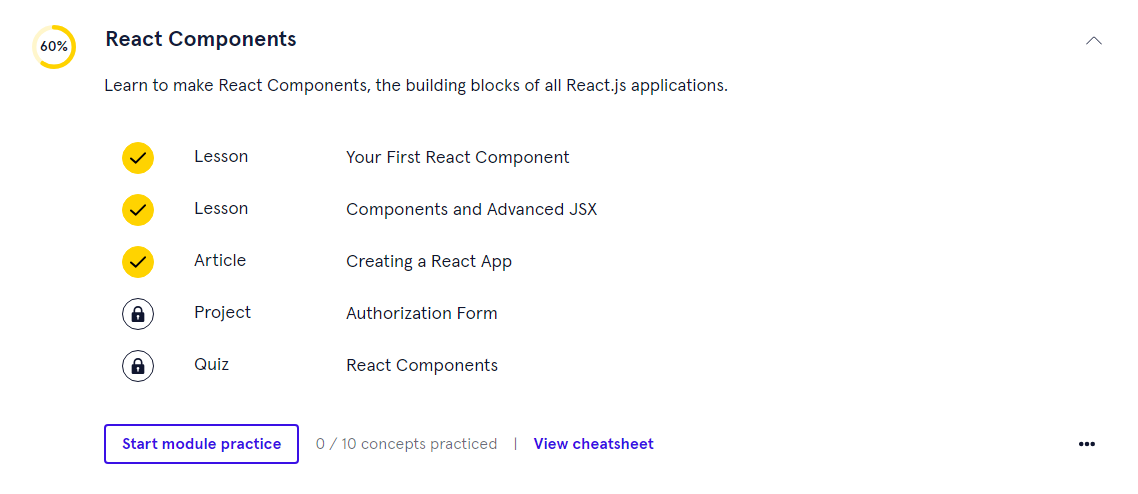 60%
React Components
Learn to make React Components, the building blocks of all React.js applications.
Lesson Your First React Component
Lesson Components and Advanced JSX
Article Creating a React App
Project Authorization Form
Quiz React Components
Start module practice 0 / 10 concepts practiced | View cheatsheet